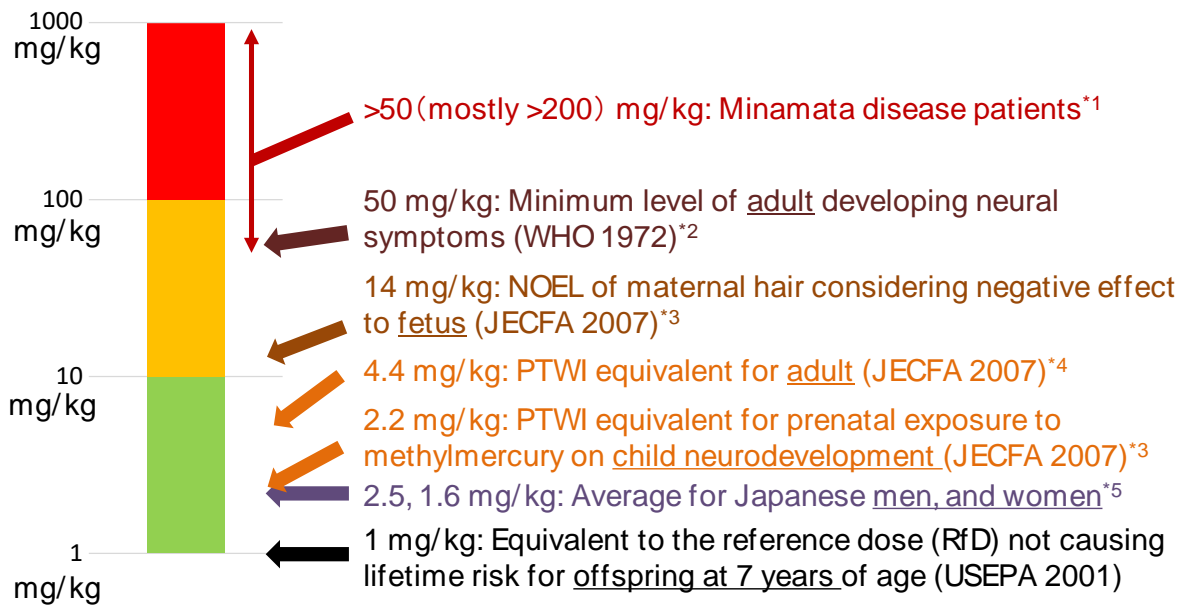 1000
mg/kg
>50（mostly >200） mg/kg: Minamata disease patients*1
100
mg/kg
50 mg/kg: Minimum level of adult developing neural
symptoms (WHO 1972)*2
14 mg/kg: NOEL of maternal hair considering negative effect
to fetus (JECFA 2007)*3
10
mg/kg
4.4 mg/kg: PTWI equivalent for adult (JECFA 2007)*4
2.2 mg/kg: PTWI equivalent for prenatal exposure to
methylmercury on child neurodevelopment (JECFA 2007)*3
2.5, 1.6 mg/kg: Average for Japanese men, and women*5
1
mg/kg
1 mg/kg: Equivalent to the reference dose (RfD) not causing
lifetime risk for offspring at 7 years of age (USEPA 2001)